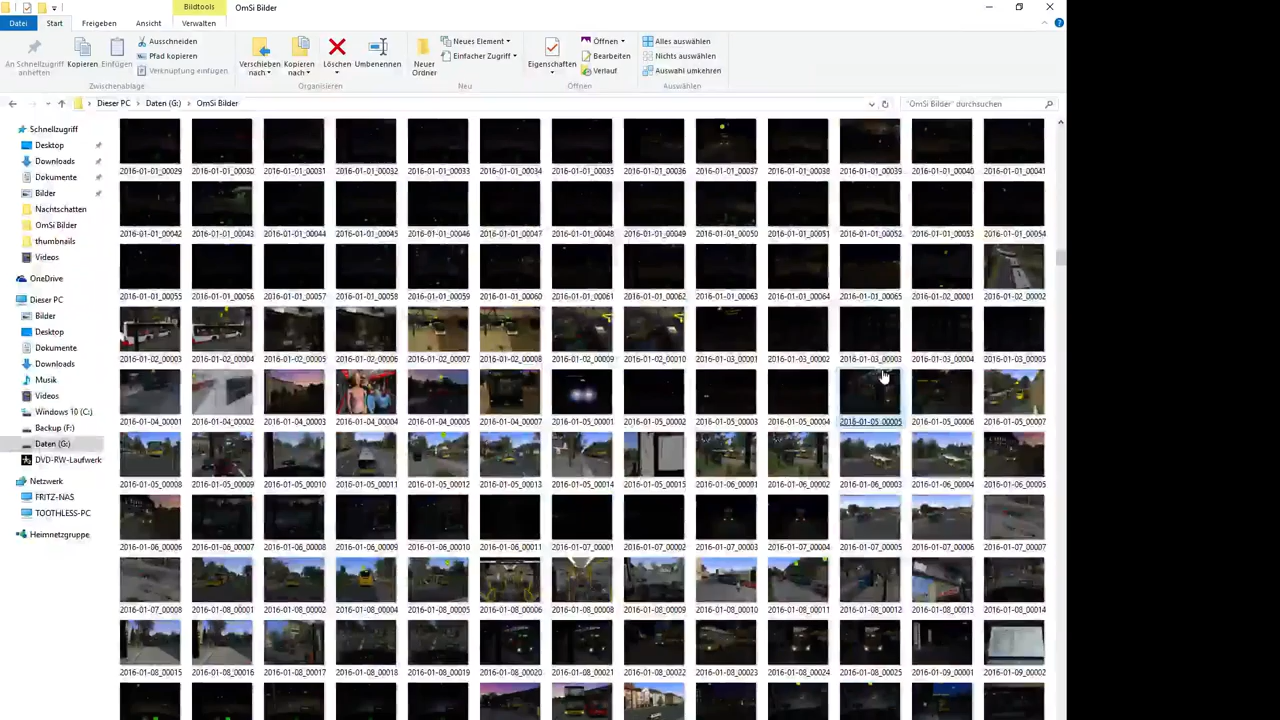 Bildtools
OmSi Bilder
Datei Start Freigeben Ansicht Verwalten
An Schnellzugriff anheften
Kopieren
Einfügen
Ausschneiden
Pfad kopieren
Verknüpfung einfügen
Zwischenablage
Verschieben nach
Kopieren nach
Löschen
Umbenennen
Organisieren
Neuer Ordner
Neues Element
Einfacher Zugriff
Neu
Eigenschaften
Öffnen
Bearbeiten
Verlauf
Öffnen
Alles auswählen
Nichts auswählen
Auswahl umkehren
Auswählen
Dieser PC > Daten (G:) > OmSi Bilder
"OmSi Bilder" durchsuchen
Schnellzugriff
Desktop
Downloads
Dokumente
Bilder
Nachtschatten
OmSi Bilder
thumbnails
Videos
OneDrive
Dieser PC
Bilder
Desktop
Dokumente
Downloads
Musik
Videos
Windows 10 (C:)
Backup (F:)
Daten (G:)
DVD-RW-Laufwerk
Netzwerk
FRITZ-NAS
TOOTHLESS-PC
Heimnetzgruppe
2016-01-01_00029 2016-01-01_00030 2016-01-01_00031 2016-01-01_00032 2016-01-01_00033 2016-01-01_00034 2016-01-01_00035 2016-01-01_00036 2016-01-01_00037 2016-01-01_00038 2016-01-01_00039 2016-01-01_00040 2016-01-01_00041
2016-01-01_00042 2016-01-01_00043 2016-01-01_00044 2016-01-01_00045 2016-01-01_00046 2016-01-01_00047 2016-01-01_00048 2016-01-01_00049 2016-01-01_00050 2016-01-01_00051 2016-01-01_00052 2016-01-01_00053 2016-01-01_00054
2016-01-01_00055 2016-01-01_00056 2016-01-01_00057 2016-01-01_00058 2016-01-01_00059 2016-01-01_00060 2016-01-01_00061 2016-01-01_00062 2016-01-01_00063 2016-01-01_00064 2016-01-01_00065 2016-01-02_00001 2016-01-02_00002
2016-01-02_00003 2016-01-02_00004 2016-01-02_00005 2016-01-02_00006 2016-01-02_00007 2016-01-02_00008 2016-01-02_00009 2016-01-02_00010 2016-01-03_00001 2016-01-03_00002 2016-01-03_00003 2016-01-03_00004 2016-01-03_00005
2016-01-04_00001 2016-01-04_00002 2016-01-04_00003 2016-01-04_00004 2016-01-04_00005 2016-01-04_00007 2016-01-05_00001 2016-01-05_00002 2016-01-05_00003 2016-01-05_00004 2016-01-05_00005 2016-01-05_00006 2016-01-05_00007
2016-01-05_00008 2016-01-05_00009 2016-01-05_00010 2016-01-05_00011 2016-01-05_00012 2016-01-05_00013 2016-01-05_00014 2016-01-05_00015 2016-01-06_00001 2016-01-06_00002 2016-01-06_00003 2016-01-06_00004 2016-01-06_00005
2016-01-06_00006 2016-01-06_00007 2016-01-06_00008 2016-01-06_00009 2016-01-06_00010 2016-01-06_00011 2016-01-07_00001 2016-01-07_00002 2016-01-07_00003 2016-01-07_00004 2016-01-07_00005 2016-01-07_00006 2016-01-07_00007
2016-01-07_00008 2016-01-08_00001 2016-01-08_00002 2016-01-08_00004 2016-01-08_00005 2016-01-08_00006 2016-01-08_00008 2016-01-08_00009 2016-01-08_00010 2016-01-08_00011 2016-01-08_00012 2016-01-08_00013 2016-01-08_00014
2016-01-08_00015 2016-01-08_00016 2016-01-08_00017 2016-01-08_00018 2016-01-08_00019 2016-01-08_00020 2016-01-08_00021 2016-01-08_00022 2016-01-08_00023 2016-01-08_00024 2016-01-08_00025 2016-01-09_00001 2016-01-09_00002